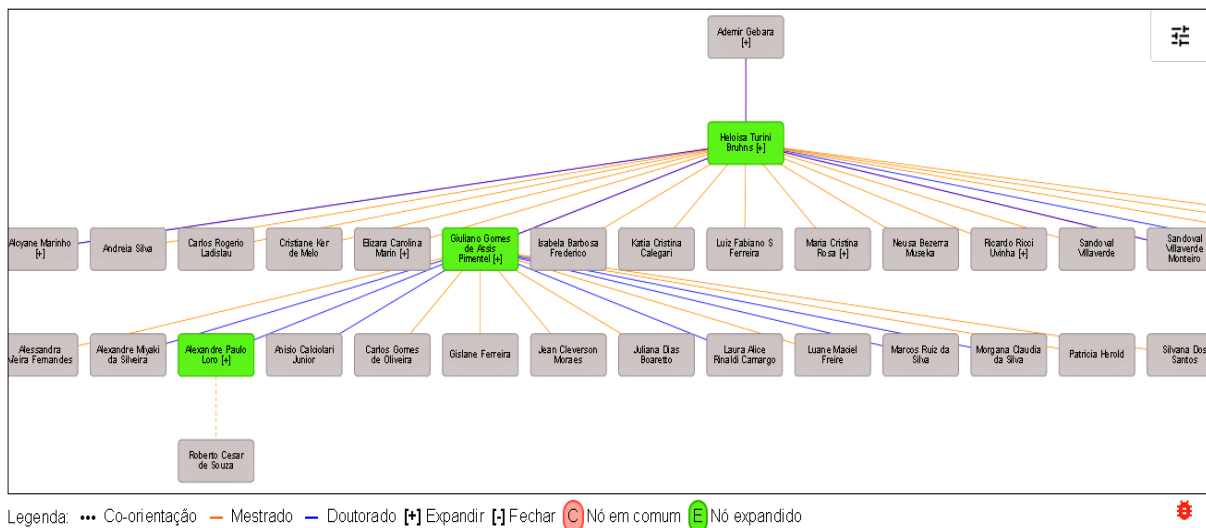 Ademir Gebara
[+]
Heloisa Turini
Bruhns [+]
Alcyane Marinho
[+]
Andreia Silva
Carlos Rogerio
Ladislau
Cristiane Ker
de Melo
Elizara Carolina
Marin [+]
Giuliano Gomes
de Assis
Pimentel [+]
Isabela Barbosa
Frederico
Katia Cristina
Calegari
Luiz Fabiano S
Ferreira
Maria Cristina
Rosa [+]
Neusa Bezerra
Museka
Ricardo Ricci
Uvinha [+]
Sandoval
Villaverde
Sandoval
Villaverde
Monteiro
Alessandra
Vieira Fernandes
Alexandre Miyaki
da Silveira
Alexandre Paulo
Loro [+]
Anisio Calciolari
Junior
Carlos Gomes
de Oliveira
Gislane Ferreira
Jean Cleverson
Moraes
Juliana Dias
Boaretto
Laura Alice
Rinaldi Camargo
Luane Maciel
Freire
Marcos Ruiz da
Silva
Morgana Claudia
da Silva
Patricia Herold
Silvana Dos
Santos
Roberto Cesar
de Souza
Legenda: ••• Co-orientação — Mestrado — Doutorado [+] Expandir [-] Fechar C Nó em comum E Nó expandido